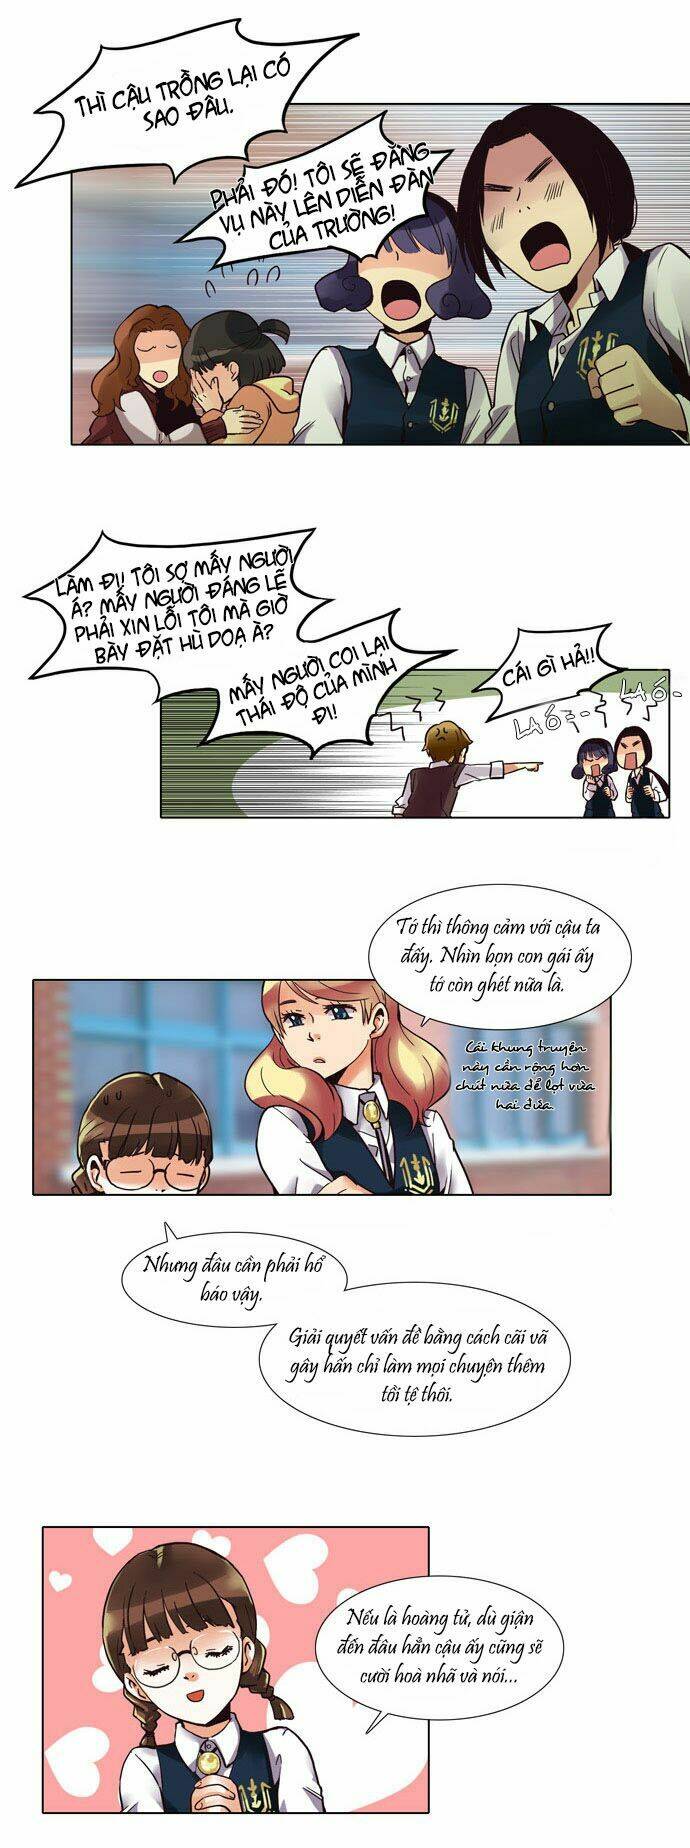 THÌ CẬU TRỒNG LẠI CÓ
SAO ĐÂU.
PHẢI ĐÓ! TÔI SẼ ĐĂNG
VỤ NÀY LÊN DIỄN ĐÀN
CỦA TRƯỜNG!
LÀM ĐI! TÔI SỢ MẤY NGƯỜI
Á? MẤY NGƯỜI ĐÁNG LẼ
PHẢI XIN LỖI TÔI MÀ GIỜ
BÀY ĐẶT HÙ DOẠ À?
MẤY NGƯỜI COI LẠI
THÁI ĐỘ CỦA MÌNH
ĐI!
CÁI GÌ HẢ!!
LA Ó-
LA Ó-
Tớ thì thông cảm với cậu ta
đấy. Nhìn bọn con gái ấy
tớ còn ghét nữa là.
Cái khung truyện
này cần rộng hơn
chút nữa để lọt vừa
hai đứa.
Nhưng đâu cần phải hổ
báo vậy.
Giải quyết vấn đề bằng cách cãi vã
gây hấn chỉ làm mọi chuyện thêm
tồi tệ thôi.
Nếu là hoàng tử, dù giận
đến đâu hẳn cậu ấy cũng sẽ
cười hoà nhã và nói...